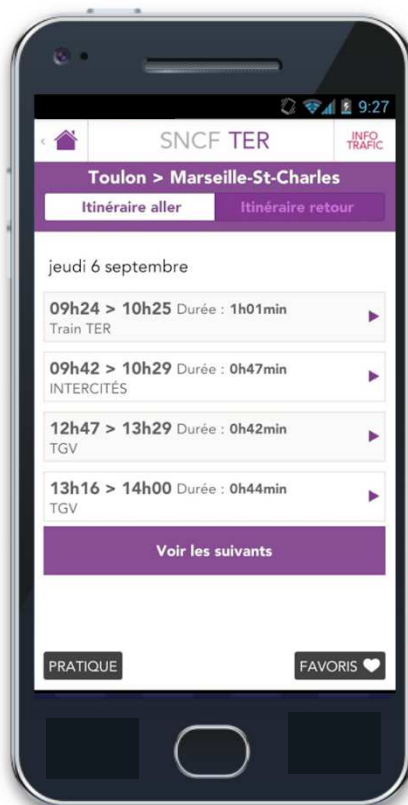 9:27
SNCF TER
INFO
TRAFIC
Toulon > Marseille-St-Charles
Itinéraire aller
Itinéraire retour
jeudi 6 septembre
09h24 > 10h25 Durée : 1h01min
Train TER
09h42 > 10h29 Durée : 0h47min
INTERCITÉS
12h47 > 13h29 Durée : 0h42min
TGV
13h16 > 14h00 Durée : 0h44min
TGV
Voir les suivants
PRATIQUE
FAVORIS